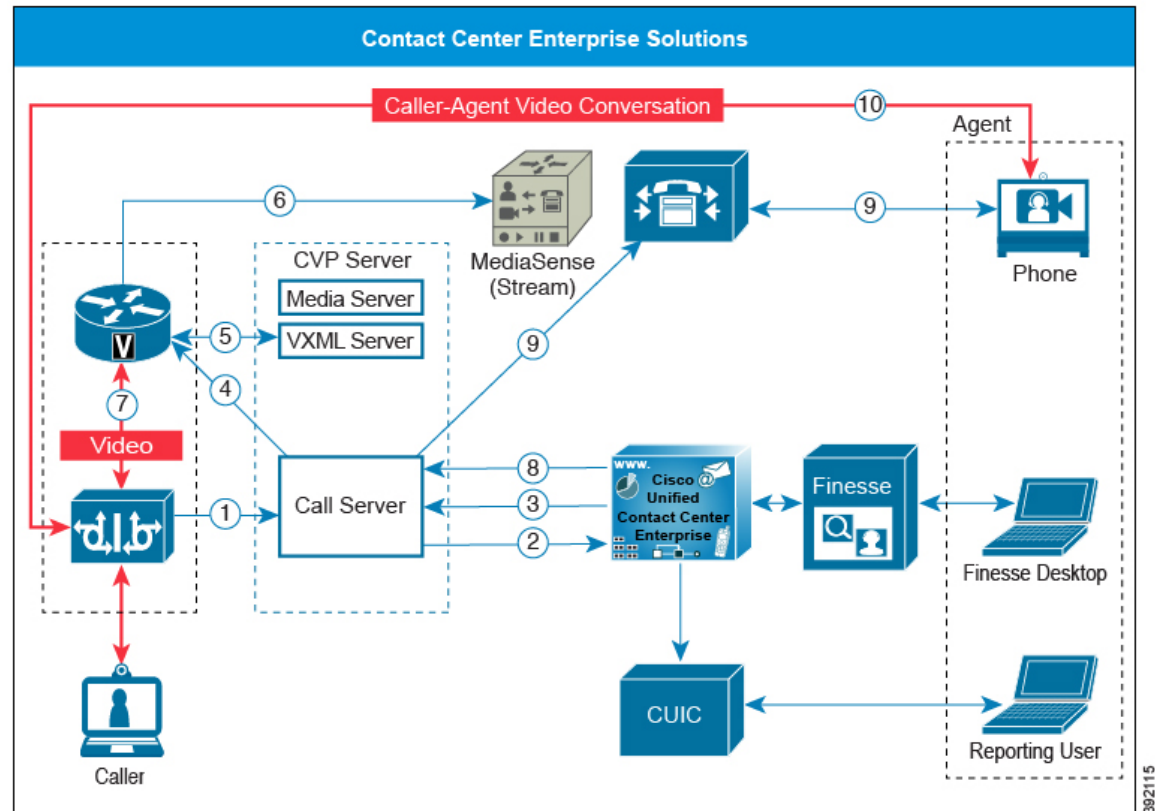 Contact Center Enterprise Solutions
Caller-Agent Video Conversation
10
Agent
6
9
CVP Server
Media Server
VXML Server
MediaSense
(Stream)
Phone
V
5
9
4
7
Video
8
www.
Cisco @
Unified
Contact Center
Enterprise
Finesse
Call Server
1
3
2
Finesse Desktop
CUIC
Caller
Reporting User
392115